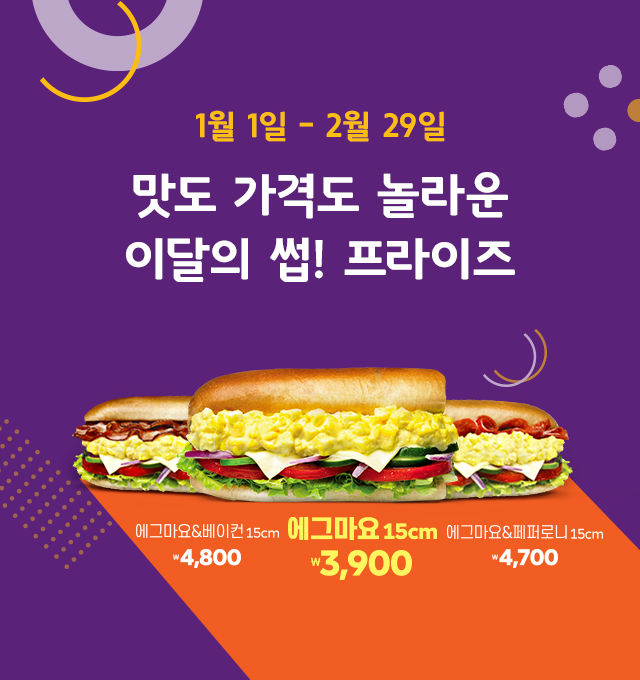 1월 1일 - 2월 29일
맛도 가격도 놀라운
이달의 썹! 프라이즈
에그마요&베이컨 15cm
₩4,800
에그마요 15cm
₩3,900
에그마요&페퍼로니 15cm
₩4,700